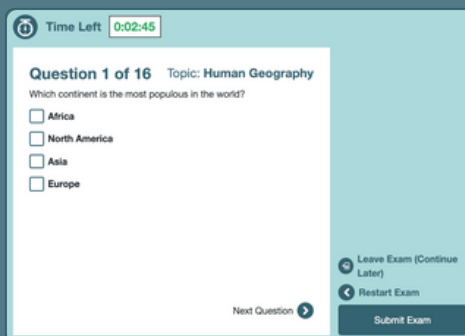 Time Left 0:02:45
Question 1 of 16 Topic: Human Geography
Which continent is the most populous in the world?
Africa
North America
Asia
Europe
Next Question
Leave Exam (Continue
Later)
Restart Exam
Submit Exam